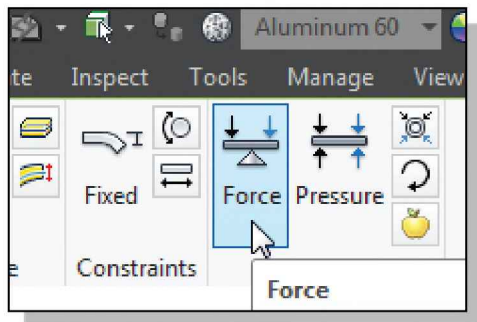 Aluminum 60
te Inspect Tools Manage View
Fixed Force Pressure
e Constraints
Force